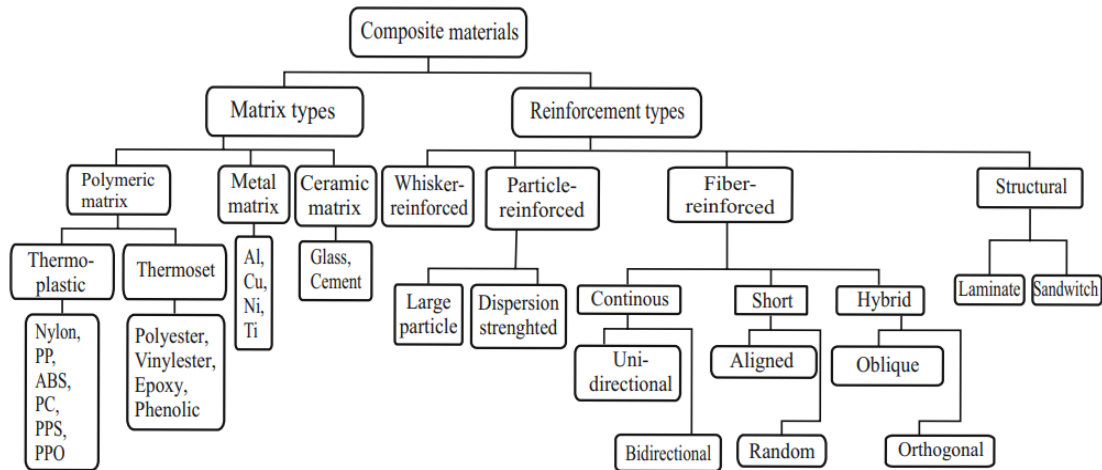 Composite materials
Matrix types
Reinforcement types
Polymeric
matrix
Metal
matrix
Ceramic
matrix
Whisker-
reinforced
Particle-
reinforced
Fiber-
reinforced
Structural
Thermo-
plastic
Thermoset
Al,
Cu,
Ni,
Ti
Glass,
Cement
Large
particle
Dispersion
strenghted
Continous
Short
Hybrid
Laminate
Sandwitch
Nylon,
PP,
ABS,
PC,
PPS,
PPO
Polyester,
Vinylester,
Epoxy,
Phenolic
Uni-
directional
Aligned
Oblique
Bidirectional
Random
Orthogonal